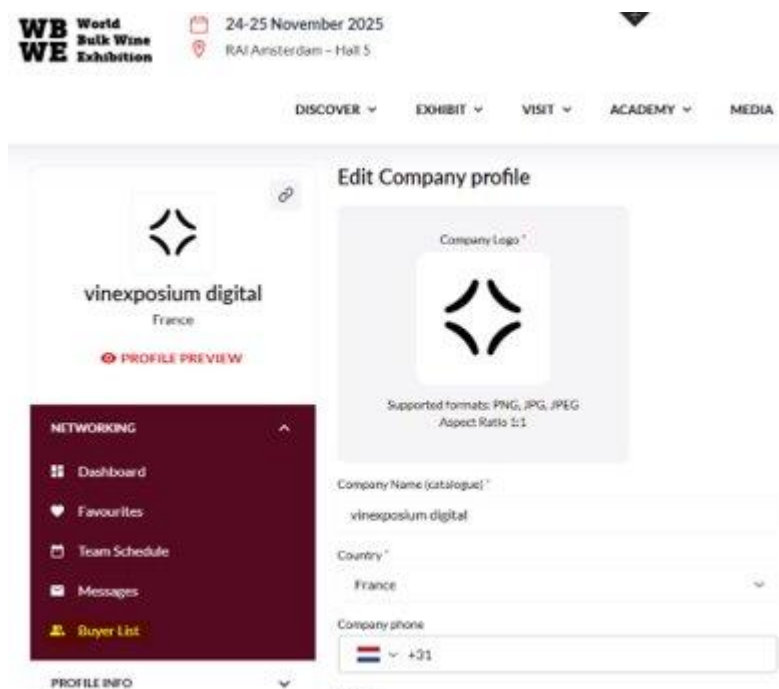 WB World
WE Bulk Wine
Exhibition
24-25 November 2025
RAI Amsterdam – Hall 5
DISCOVER
EXHIBIT
VISIT
ACADEMY
MEDIA
vinexposium digital
France
PROFILE PREVIEW
NETWORKING
Dashboard
Favourites
Team Schedule
Messages
Buyer List
PROFILE INFO
Edit Company profile
Company Logo *
Supported formats: PNG, JPG, JPEG
Aspect Ratio 1:1
Company Name (catalogue) *
vinexposium digital
Country *
France
Company phone
+31